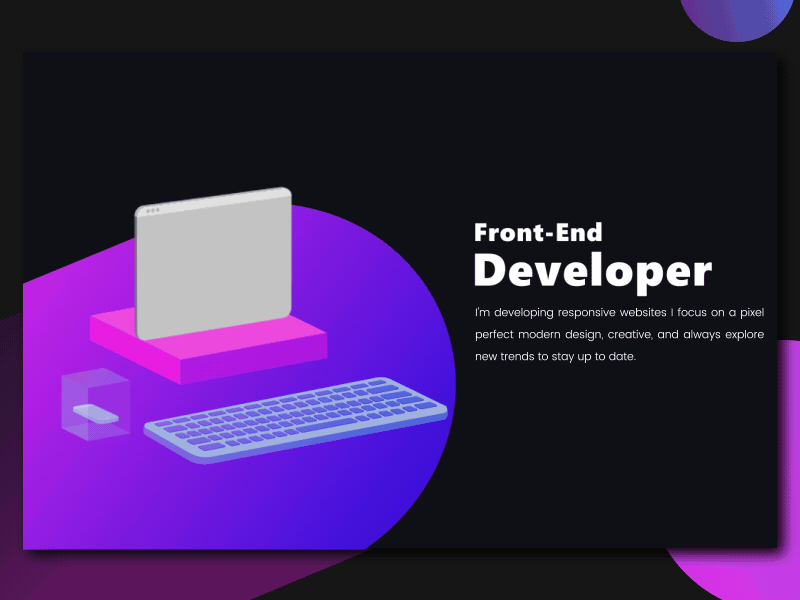 Front-End
Developer
I'm developing responsive websites I focus on a pixel
perfect modern design, creative, and always explore
new trends to stay up to date.